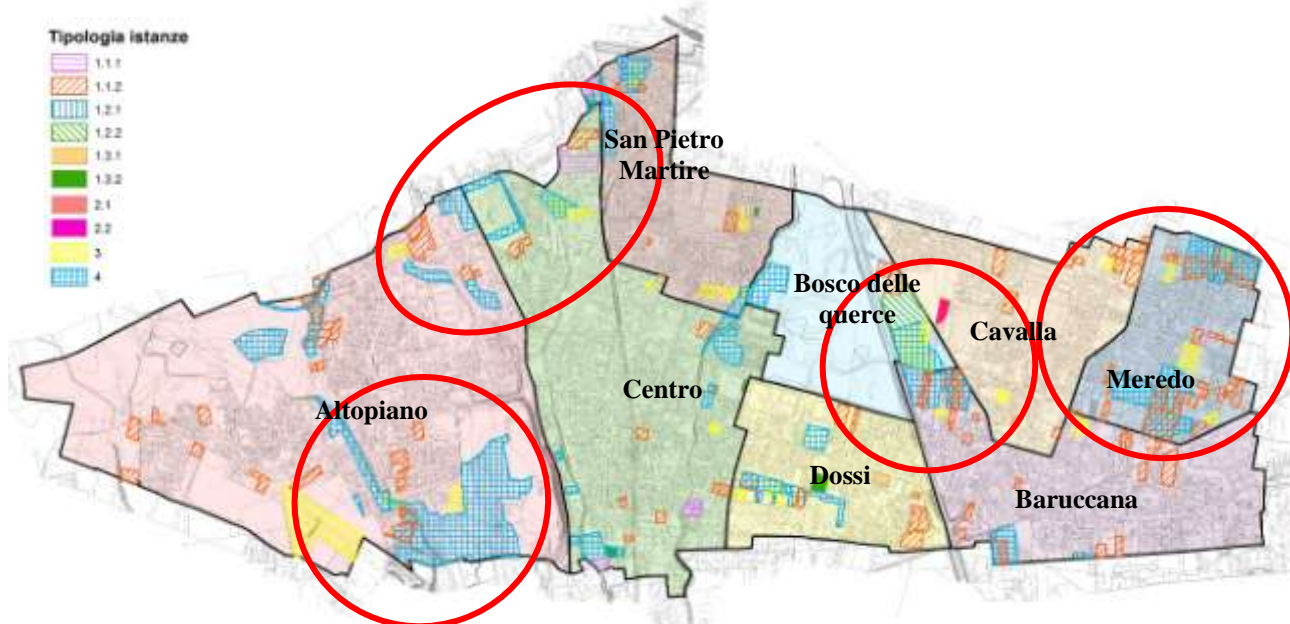 Tipologia istanze
1.1.1
1.1.2
1.2.1
1.2.2
1.3.1
1.3.2
2.1
2.2
3
4
San Pietro
Martire
Bosco delle
querce
Cavalla
Meredo
Centro
Altopiano
Dossi
Baruccana